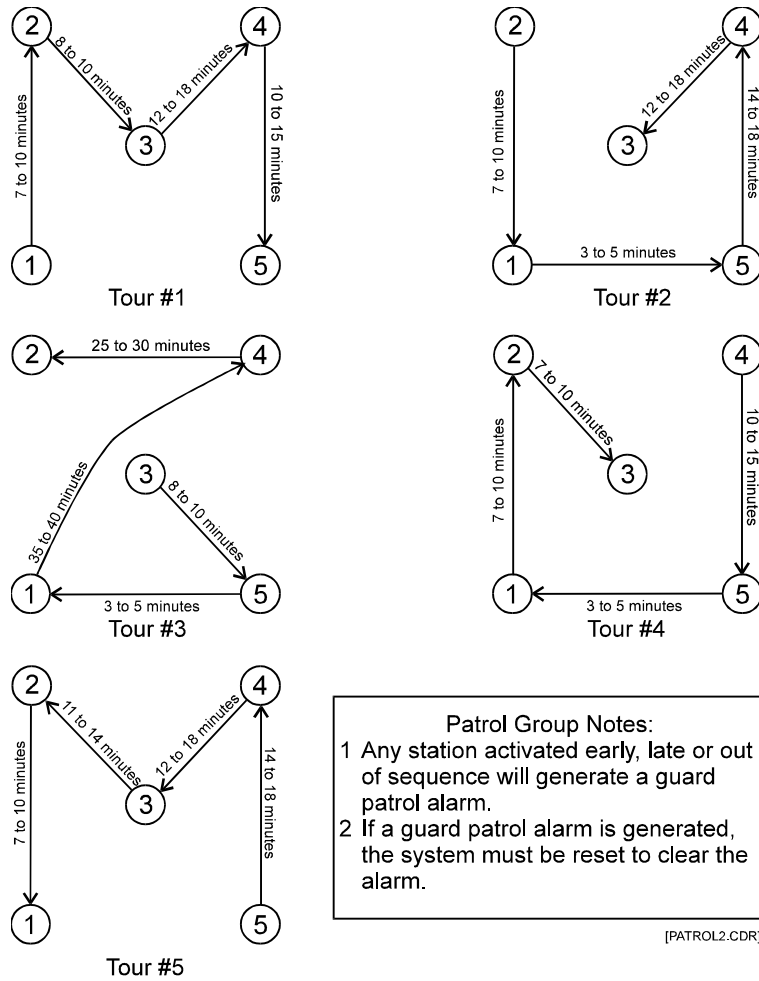 2
4
8 to 10 minutes
12 to 18 minutes
7 to 10 minutes
10 to 15 minutes
3
1
5
Tour #1
2
4
12 to 18 minutes
7 to 10 minutes
14 to 18 minutes
3
3 to 5 minutes
1
5
Tour #2
2
25 to 30 minutes
4
35 to 40 minutes
3
8 to 10 minutes
1
3 to 5 minutes
5
Tour #3
2
4
7 to 10 minutes
7 to 10 minutes
10 to 15 minutes
3
1
3 to 5 minutes
5
Tour #4
2
4
11 to 14 minutes
12 to 18 minutes
7 to 10 minutes
14 to 18 minutes
3
1
5
Tour #5
Patrol Group Notes:
1 Any station activated early, late or out
of sequence will generate a guard
patrol alarm.
2 If a guard patrol alarm is generated,
the system must be reset to clear the
alarm.
[PATROL2.CDR]